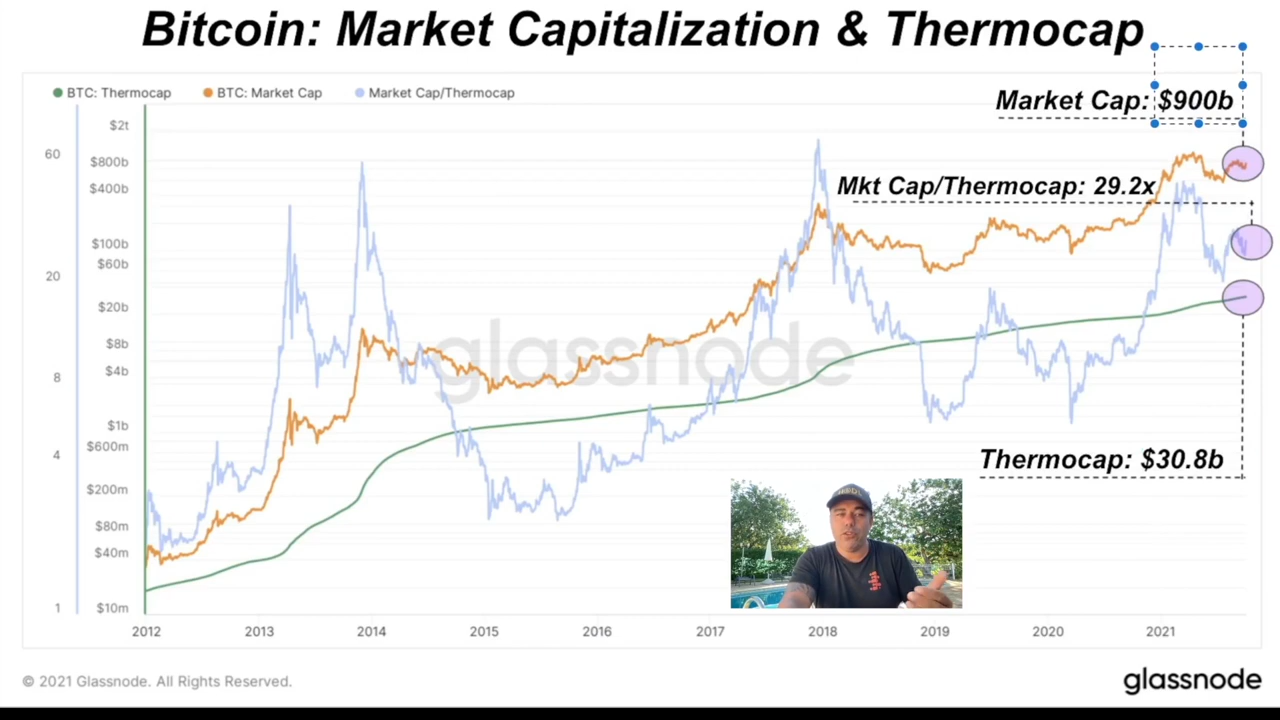 Bitcoin: Market Capitalization & Thermocap
BTC: Thermocap BTC: Market Cap Market Cap/Thermocap
Market Cap: $900b
Mkt Cap/Thermocap: 29.2x
Thermocap: $30.8b
60
20
8
4
1
$2t
$800b
$400b
$100b
$60b
$20b
$8b
$4b
$1b
$600m
$200m
$80m
$40m
$10m
glassnode
2012 2013 2014 2015 2016 2017 2018 2019 2020 2021
© 2021 Glassnode. All Rights Reserved.
glassnode